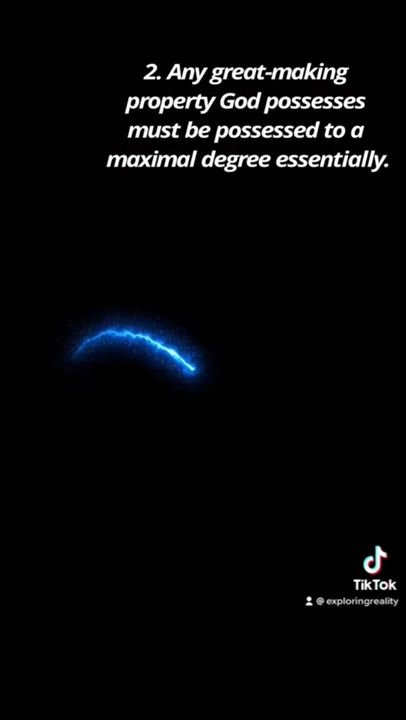 2. Any great-making
property God possesses
must be possessed to a
maximal degree essentially.
TikTok
@exploringreality